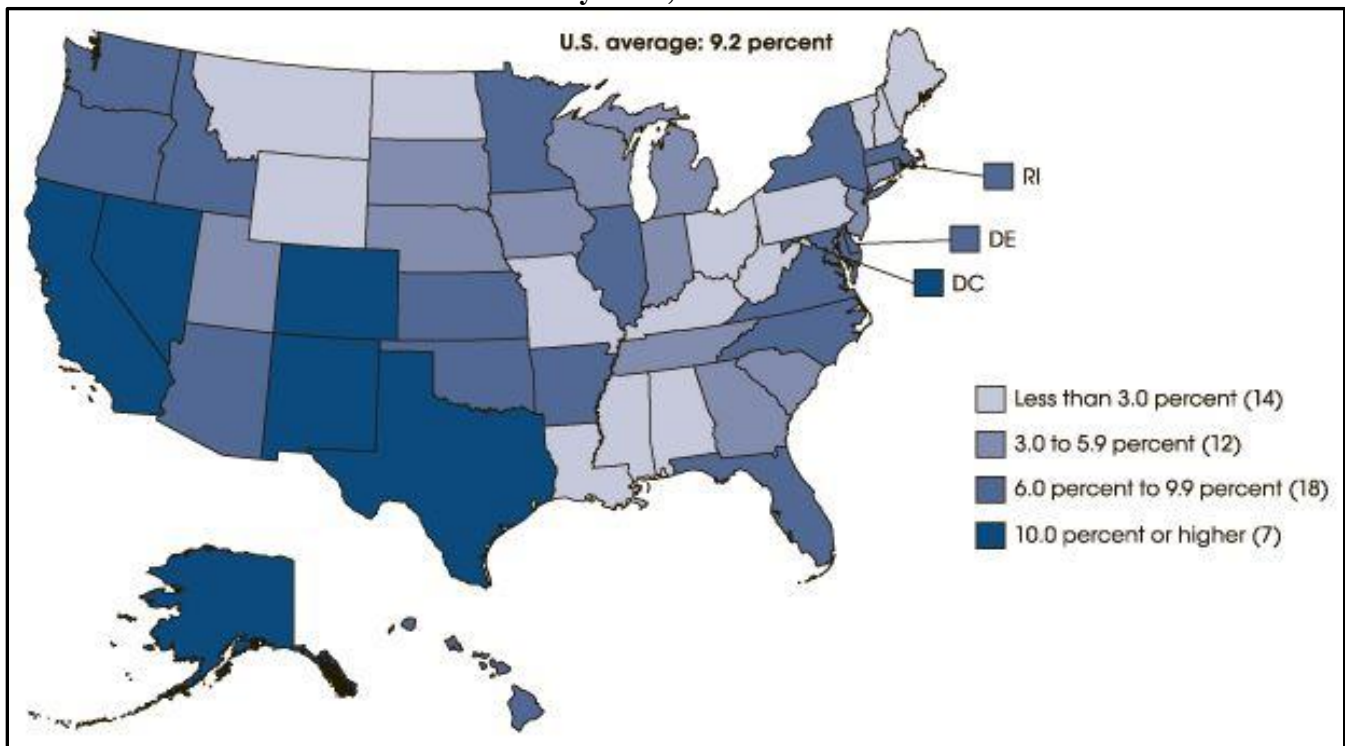 U.S. average: 9.2 percent
RI
DE
DC
Less than 3.0 percent (14)
3.0 to 5.9 percent (12)
6.0 percent to 9.9 percent (18)
10.0 percent or higher (7)